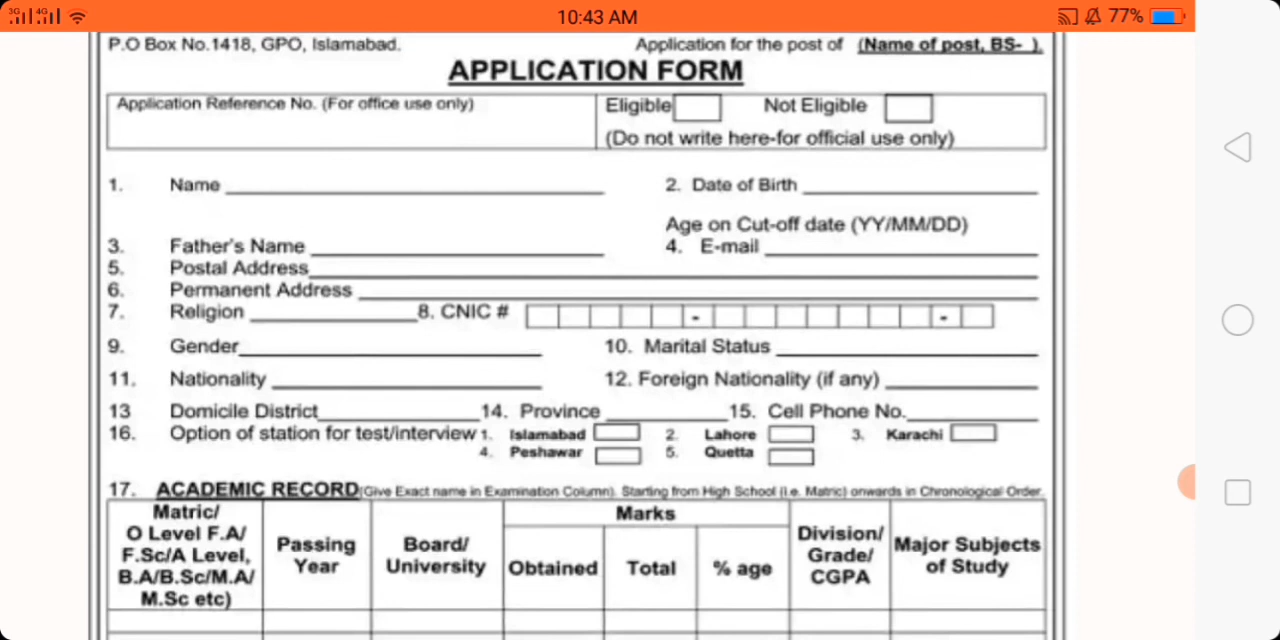 3G 4G 10:43 AM 77%
P.O Box No.1418, GPO, Islamabad. Application for the post of (Name of post, BS- ).
APPLICATION FORM
Application Reference No. (For office use only) Eligible Not Eligible
(Do not write here-for official use only)
1. Name 2. Date of Birth
Age on Cut-off date (YY/MM/DD)
3. Father's Name 4. E-mail
5. Postal Address
6. Permanent Address
7. Religion 8. CNIC # - -
9. Gender 10. Marital Status
11. Nationality 12. Foreign Nationality (if any)
13 Domicile District 14. Province 15. Cell Phone No.
16. Option of station for test/interview 1. Islamabad 2. Lahore 3. Karachi
4. Peshawar 5. Quetta
17. ACADEMIC RECORD(Give Exact name in Examination Column). Starting from High School (i.e. Matric) onwards in Chronological Order.
Matric/
O Level F.A/
F.Sc/A Level,
B.A/B.Sc/M.A/
M.Sc etc)
Passing
Year
Board/
University
Marks
Obtained Total % age
Division/
Grade/
CGPA
Major Subjects
of Study